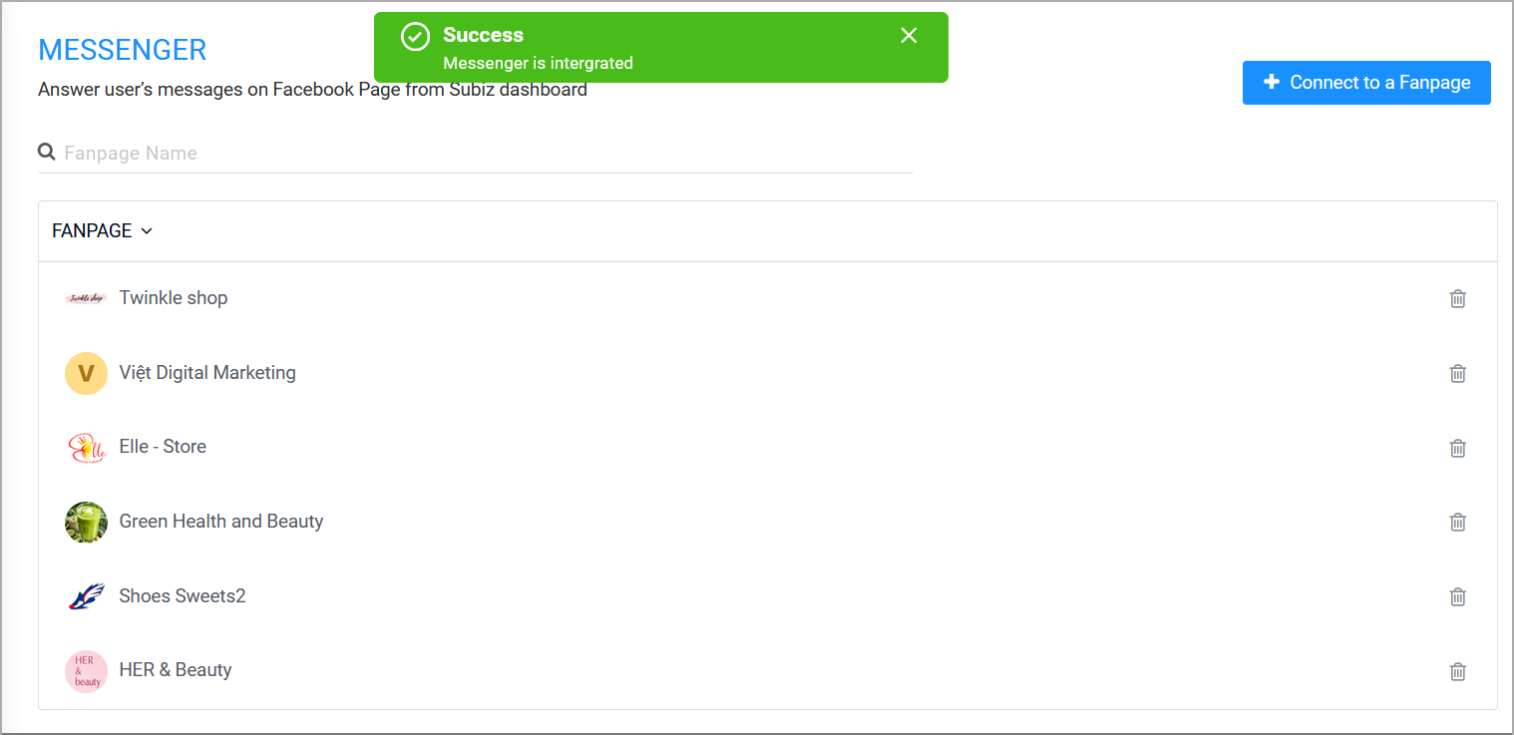 MESSENGER
Success
Messenger is intergrated
Answer user's messages on Facebook Page from Subiz dashboard
Connect to a Fanpage
Fanpage Name
FANPAGE
Twinkle shop
Twinkle shop
V
Việt Digital Marketing
Elle
Elle - Store
Green Health and Beauty
Shoes Sweets2
HER
&
beauty
HER & Beauty